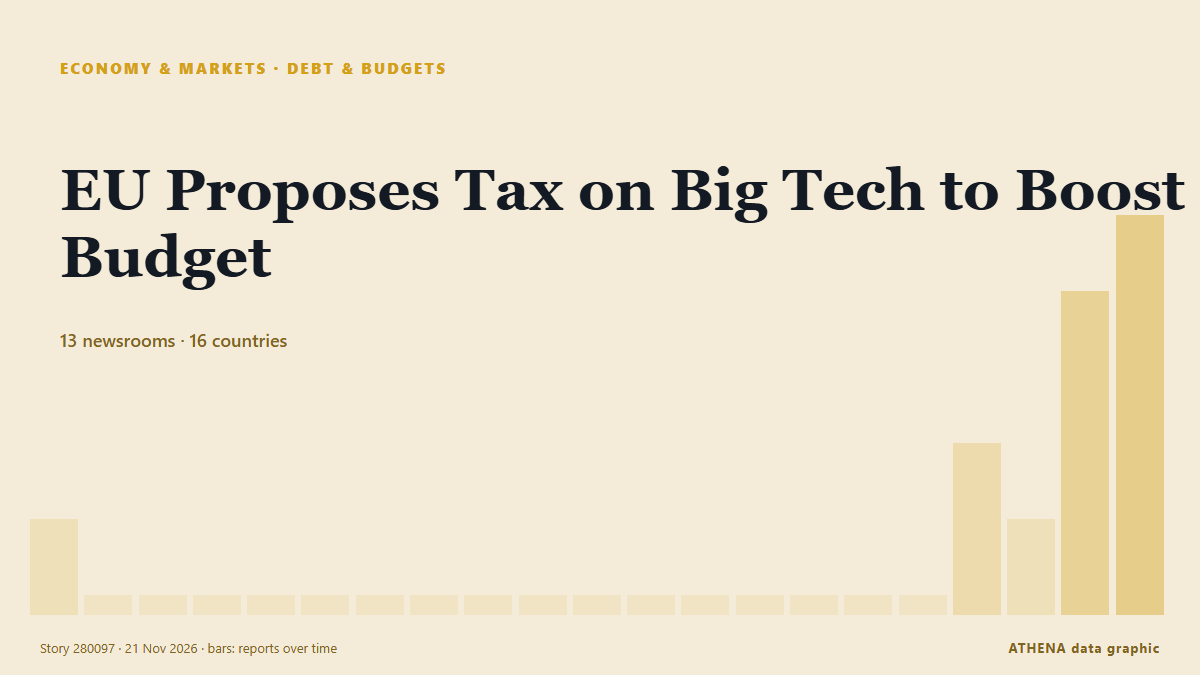 ECONOMY & MARKETS · DEBT & BUDGETS
EU Proposes Tax on Big Tech to Boost
Budget
13 newsrooms · 16 countries
Story 280097 · 21 Nov 2026 · bars: reports over time
ATHENA data graphic